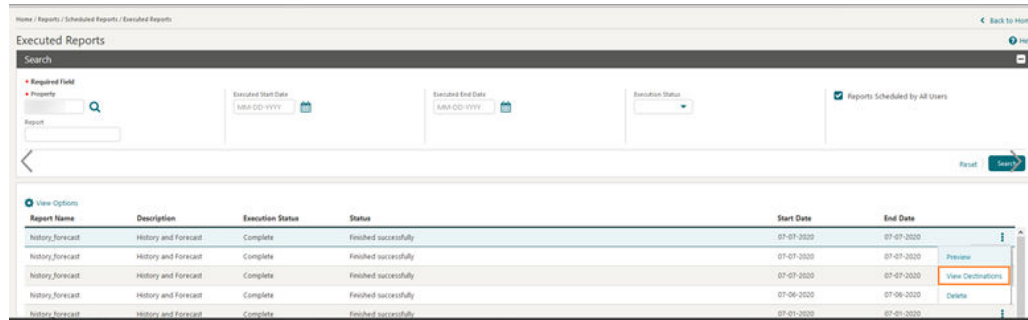 Home / Reports / Scheduled Reports / Executed Reports
Back to Hom
Executed Reports
He
Search
* Required Field
* Property
Executed Start Date
Executed End Date
Execution Status
Reports Scheduled by All Users
MM-DD-YYYY
MM-DD-YYYY
Report
Reset
Search
View Options
Report Name Description Execution Status Status Start Date End Date
history_forecast History and Forecast Complete Finished successfully 07-07-2020 07-07-2020
history_forecast History and Forecast Complete Finished successfully 07-07-2020 07-07-2020
Preview
history_forecast History and Forecast Complete Finished successfully 07-07-2020 07-07-2020
View Destinations
history_forecast History and Forecast Complete Finished successfully 07-06-2020 07-06-2020
Delete
history_forecast History and Forecast Complete Finished successfully 07-01-2020 07-01-2020